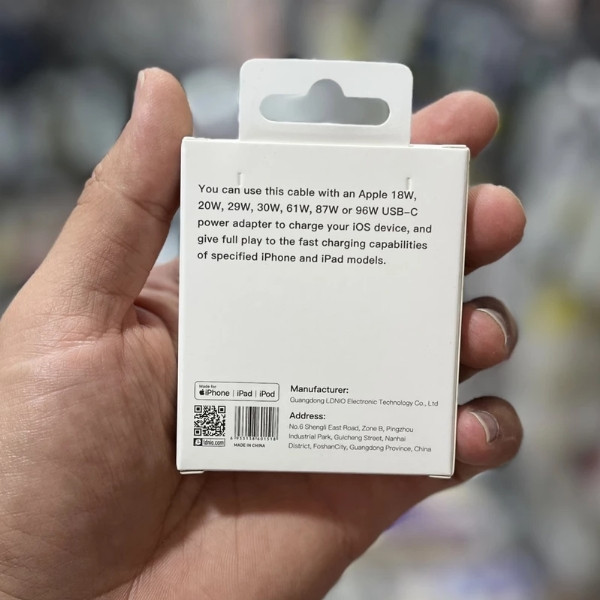 You can use this cable with an Apple 18W,
20W, 29W, 30W, 61W, 87W or 96W USB-C
power adapter to charge your iOS device, and
give full play to the fast charging capabilities
of specified iPhone and iPad models.
Made for
iPhone | iPad | iPod
ldnio.com
MADE IN CHINA
Manufacturer:
Guangdong LDNIO Electronic Technology Co., Ltd
Address:
No.6 Shengli East Road, Zone B, Pingzhou
Industrial Park, Guicheng Street, Nanhai
District, FoshanCity, Guangdong Province, China